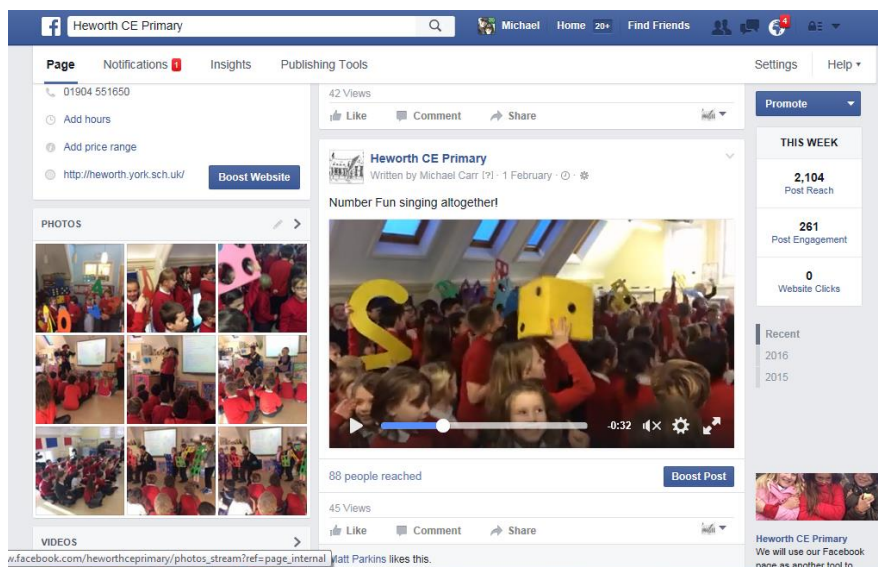 Heworth CE Primary
Michael
Home 20+
Find Friends
4
Page
Notifications 1
Insights
Publishing Tools
Settings
Help
01904 551650
Add hours
Add price range
http://heworth.york.sch.uk/
Boost Website
PHOTOS
VIDEOS
w.facebook.com/heworthceprimary/photos_stream?ref=page_internal
42 Views
Like Comment Share
Heworth CE Primary
Written by Michael Carr [?] · 1 February ·
Number Fun singing altogether!
-0:32
88 people reached
Boost Post
45 Views
Like Comment Share
Matt Parkins likes this.
Promote
THIS WEEK
2,104
Post Reach
261
Post Engagement
0
Website Clicks
Recent
2016
2015
Heworth CE Primary
We will use our Facebook
page as another tool to